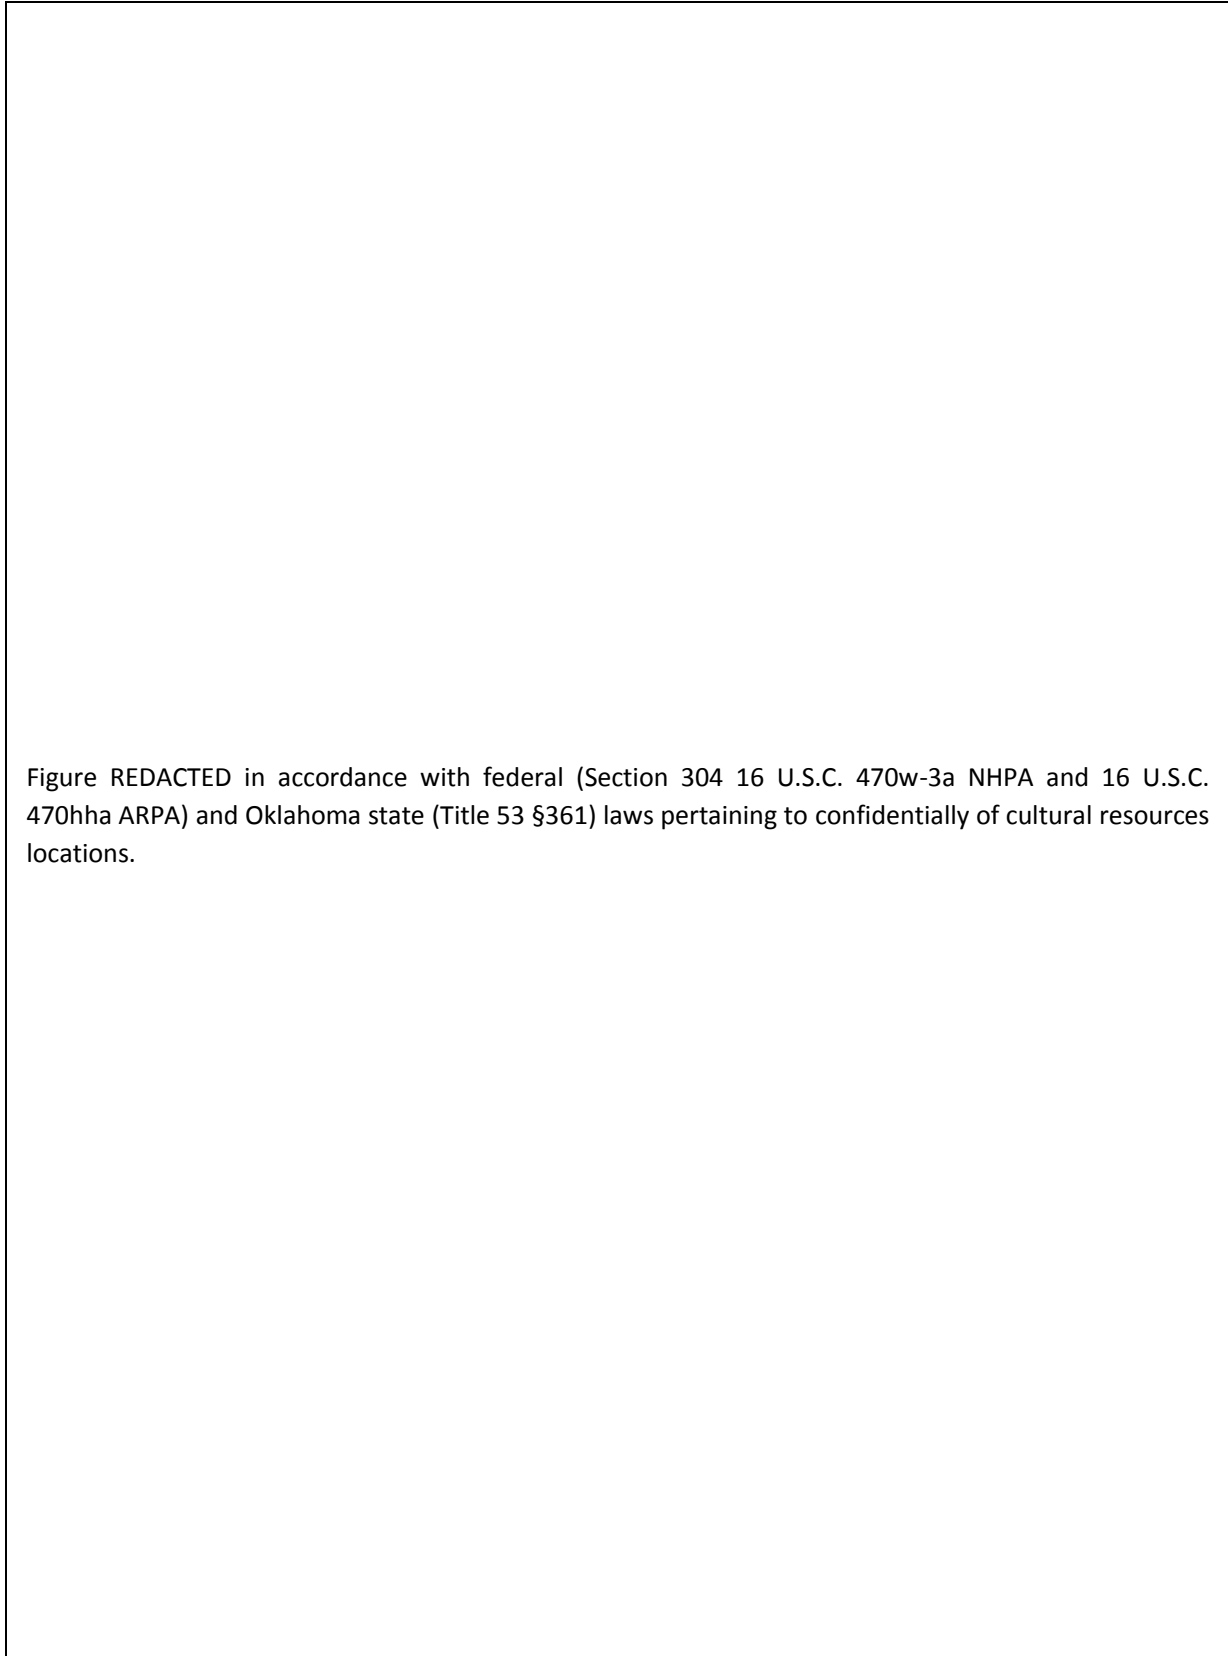 Figure REDACTED in accordance with federal (Section 304 16 U.S.C. 470w-3a NHPA and 16 U.S.C.
470hha ARPA) and Oklahoma state (Title 53 §361) laws pertaining to confidentially of cultural resources
locations.